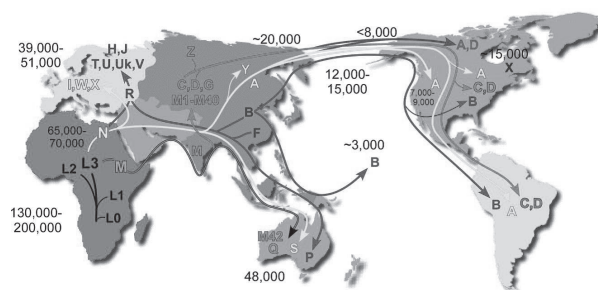 39,000-
51,000
H,J
T,U,Uk,V
I,W,X
R
Z
C,D,G
M1-M48
A
Y
A
~20,000
<8,000
12,000-
15,000
A,D
~15,000
X
A
C,D
B
A
7,000-
9,000
65,000-
70,000
N
L3
L2
M
L1
L0
130,000-
200,000
M
B
F
~3,000
B
M42
Q
S
P
48,000
B
A
C,D